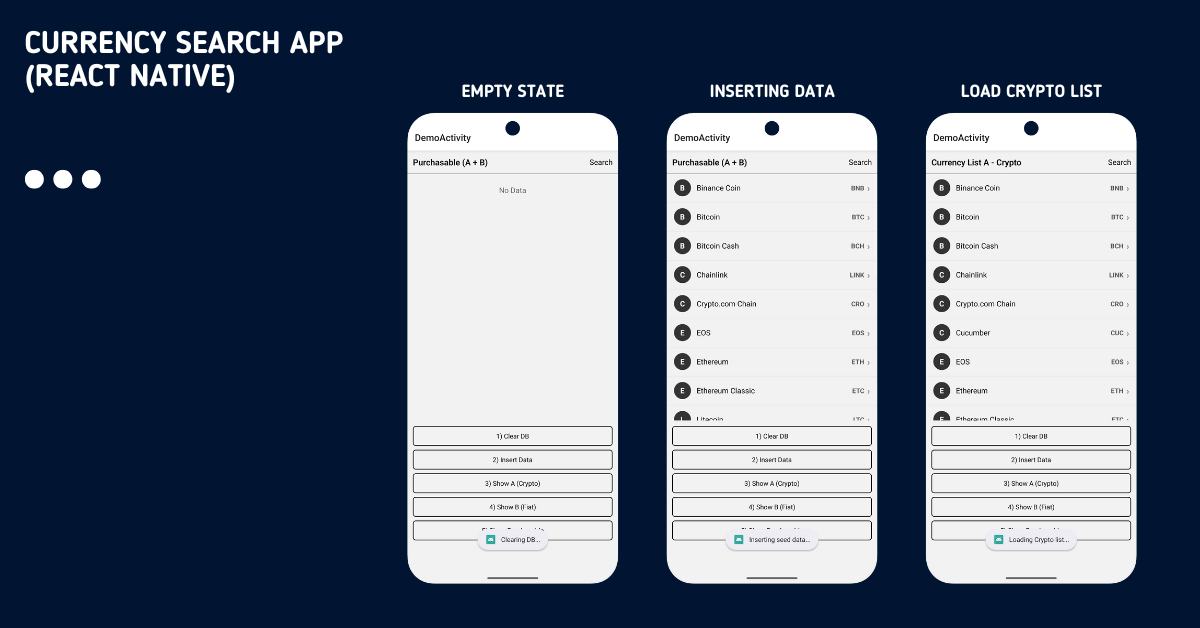 CURRENCY SEARCH APP
(REACT NATIVE)
EMPTY STATE
DemoActivity
Purchasable (A + B) Search
No Data
1) Clear DB
2) Insert Data
3) Show A (Crypto)
4) Show B (Fiat)
Clearing DB...
INSERTING DATA
DemoActivity
Purchasable (A + B) Search
B Binance Coin BNB ›
B Bitcoin BTC ›
B Bitcoin Cash BCH ›
C Chainlink LINK ›
C Crypto.com Chain CRO ›
E EOS EOS ›
E Ethereum ETH ›
E Ethereum Classic ETC ›
L Litecoin LTC ›
1) Clear DB
2) Insert Data
3) Show A (Crypto)
4) Show B (Fiat)
Inserting seed data...
LOAD CRYPTO LIST
DemoActivity
Currency List A - Crypto Search
B Binance Coin BNB ›
B Bitcoin BTC ›
B Bitcoin Cash BCH ›
C Chainlink LINK ›
C Crypto.com Chain CRO ›
C Cucumber CUC ›
E EOS EOS ›
E Ethereum ETH ›
E Ethereum Classic ETC ›
1) Clear DB
2) Insert Data
3) Show A (Crypto)
4) Show B (Fiat)
Loading Crypto list...